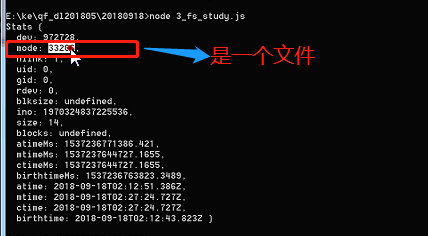 E:\ke\qf_dl201805\20180918>node 3_fs_study.js
Stats {
dev: 972728,
mode:
是一个文件
nlink: 1,
uid: 0,
gid: 0,
rdev: 0,
blksize: undefined,
ino: 1970324837225536,
size: 14,
blocks: undefined,
atimeMs: 1537236771386.421,
mtimeMs: 1537237644727.1655,
ctimeMs: 1537237644727.1655,
birthtimeMs: 1537236763823.3489,
atime: 2018-09-18T02:12:51.386Z,
mtime: 2018-09-18T02:27:24.727Z,
ctime: 2018-09-18T02:27:24.727Z,
birthtime: 2018-09-18T02:12:43.823Z }